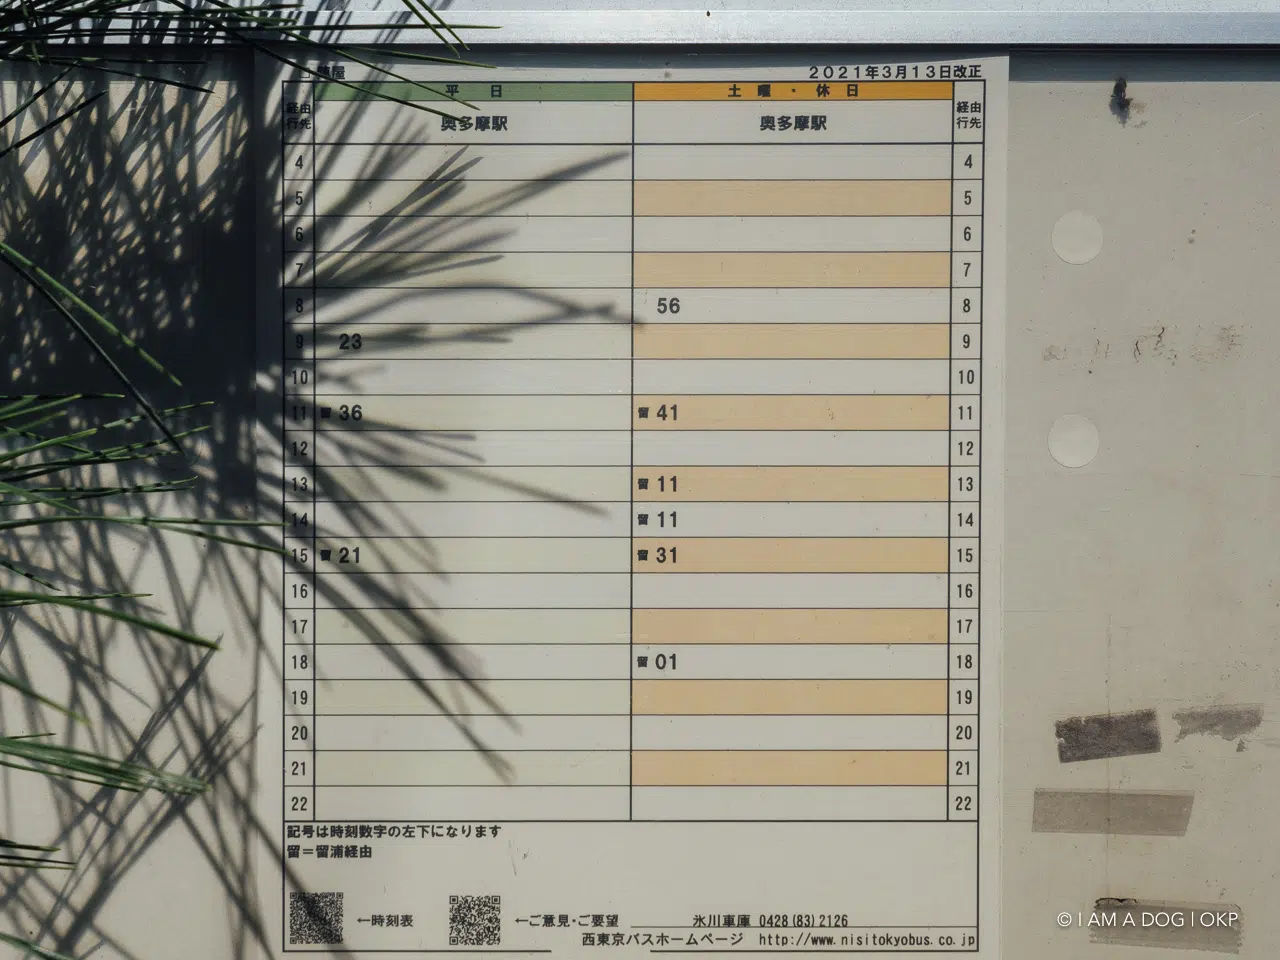 2021年3月13日改正
平 日 土 曜 ・ 休 日
経由 行先 奥多摩駅 奥多摩駅 経由 行先
4 4
5 5
6 6
7 7
8 56 8
9 23 9
10 10
11 留 36 留 41 11
12 12
13 留 11 13
14 留 11 14
15 留 21 留 31 15
16 16
17 17
18 留 01 18
19 19
20 20
21 21
22 22
記号は時刻数字の左下になります
留=留浦経由
←時刻表 ←ご意見・ご要望 氷川車庫 0428(83)2126
西東京バスホームページ http://www.nisitokyobus.co.jp
© I AM A DOG | OKP